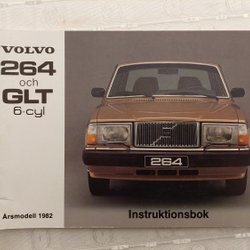 VOLVO
264
och
GLT
6-cyl
264
Årsmodell 1982
Instruktionsbok